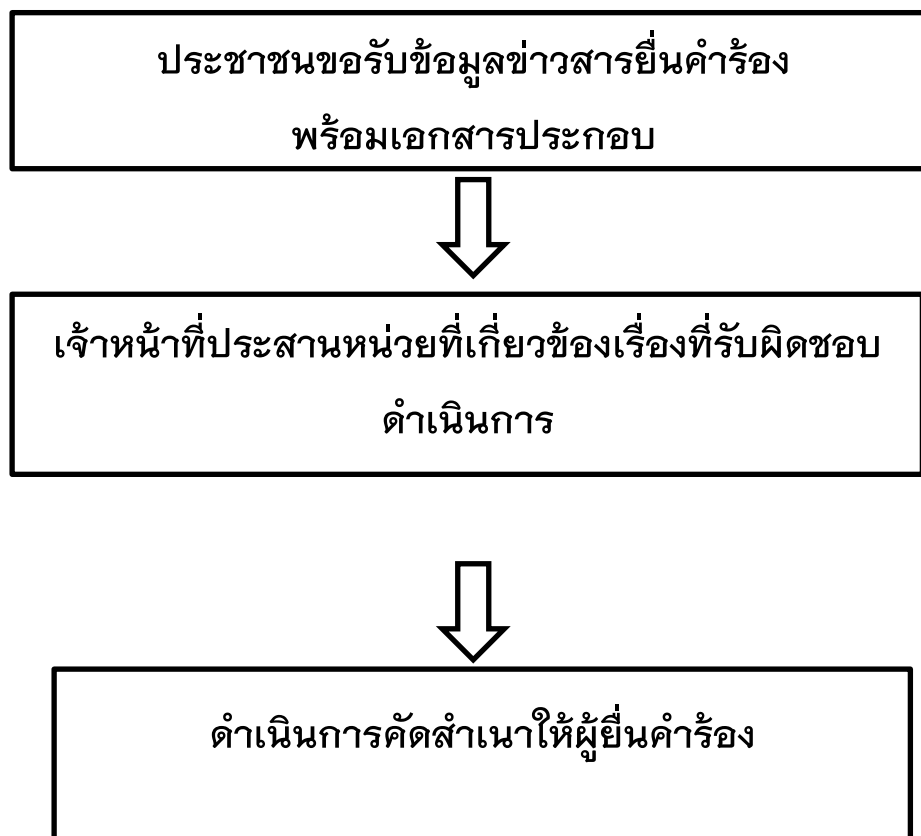 ประชาชนขอรับข้อมูลข่าวสารยื่นคำร้อง
พร้อมเอกสารประกอบ
เจ้าหน้าที่ประสานหน่วยที่เกี่ยวข้องเรื่องที่รับผิดชอบ
ดำเนินการ
ดำเนินการคัดสำเนาให้ผู้ยื่นคำร้อง